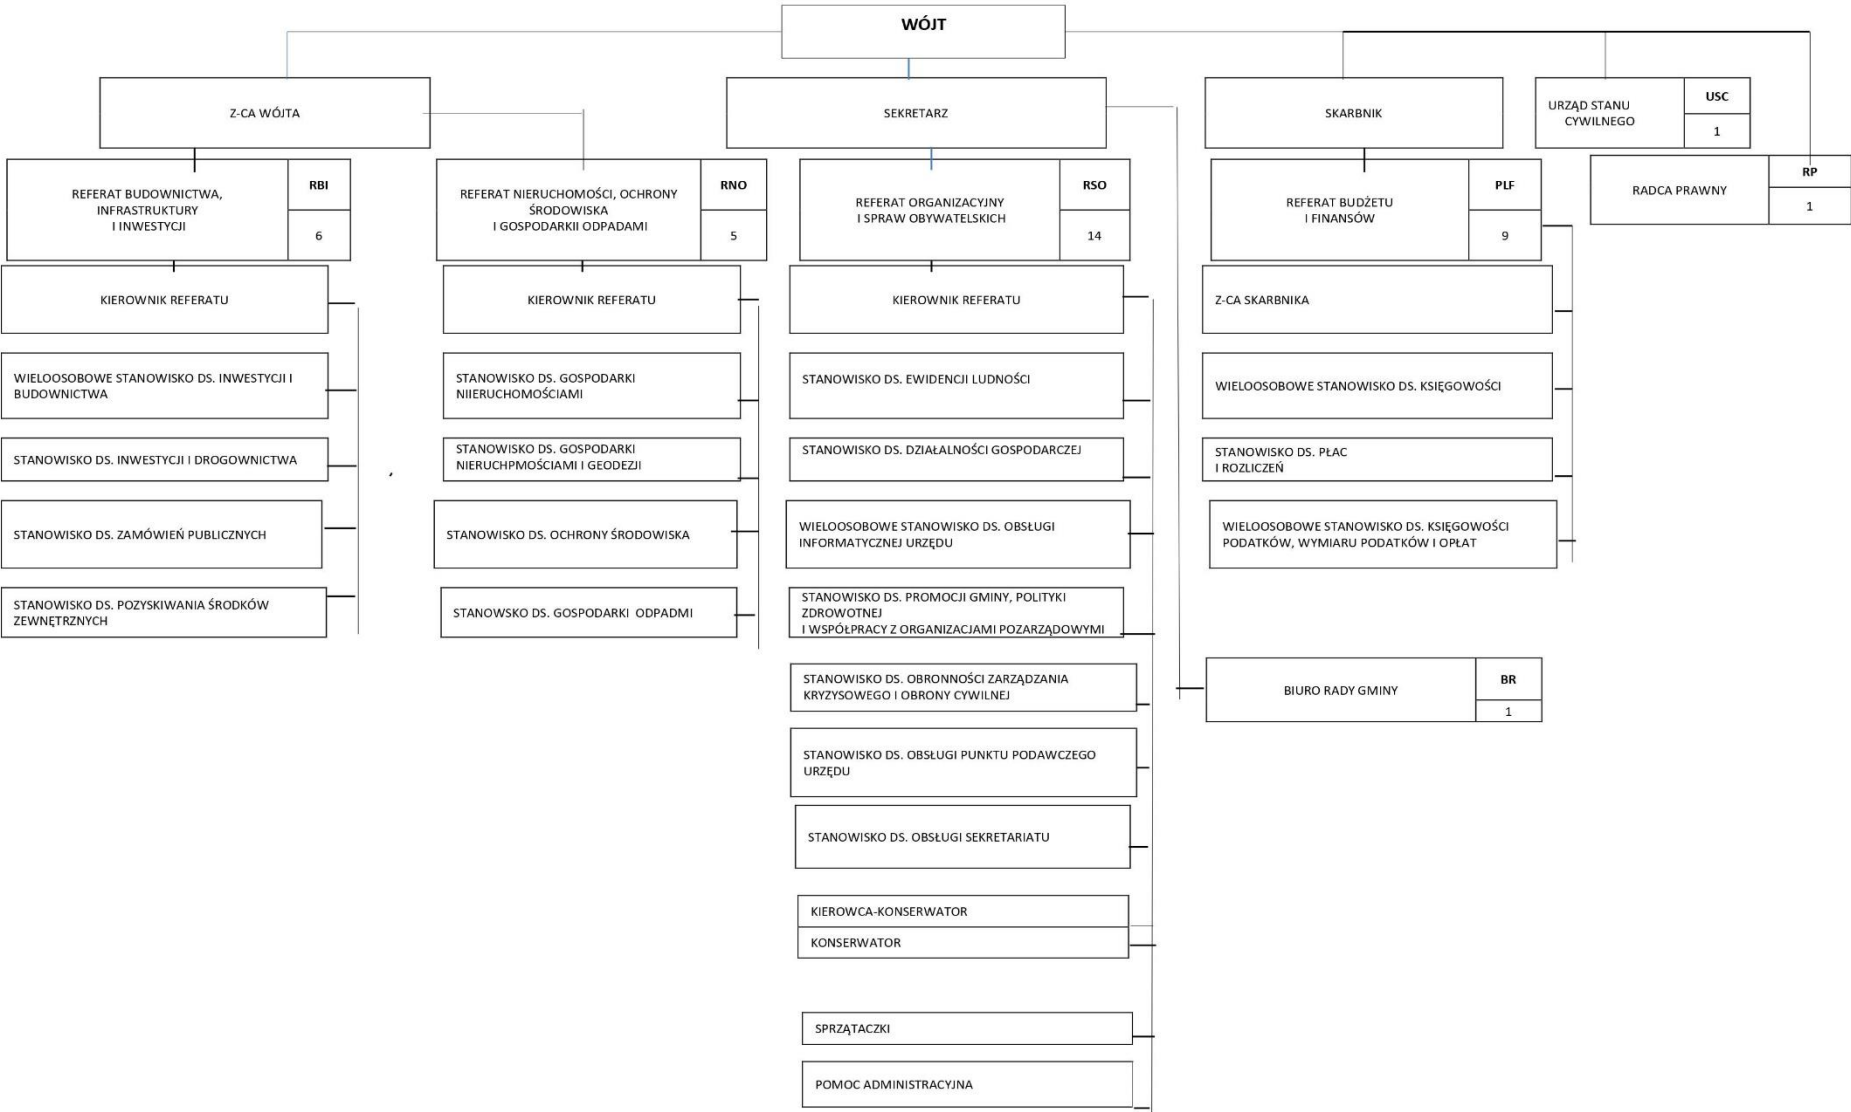 WÓJT
Z-CA WÓJTA
SEKRETARZ
SKARBNIK
URZĄD STANU
CYWILNEGO
USC
1
RADCA PRAWNY
RP
1
REFERAT BUDOWNICTWA,
INFRASTRUKTURY
I INWESTYCJI
RBI
6
REFERAT NIERUCHOMOŚCI, OCHRONY
ŚRODOWISKA
I GOSPODARKII ODPADAMI
RNO
5
REFERAT ORGANIZACYJNY
I SPRAW OBYWATELSKICH
RSO
14
REFERAT BUDŻETU
I FINANSÓW
PLF
9
KIEROWNIK REFERATU
WIELOOSOBOWE STANOWISKO DS. INWESTYCJI I
BUDOWNICTWA
STANOWISKO DS. INWESTYCJI I DROGOWNICTWA
STANOWISKO DS. ZAMÓWIEŃ PUBLICZNYCH
STANOWISKO DS. POZYSKIWANIA ŚRODKÓW
ZEWNĘTRZNYCH
KIEROWNIK REFERATU
STANOWISKO DS. GOSPODARKI
NIIERUCHOMOŚCIAMI
STANOWISKO DS. GOSPODARKI
NIERUCHPMOŚCIAMI I GEODEZJI
STANOWISKO DS. OCHRONY ŚRODOWISKA
STANOWSKO DS. GOSPODARKI ODPADMI
KIEROWNIK REFERATU
STANOWISKO DS. EWIDENCJI LUDNOŚCI
STANOWISKO DS. DZIAŁALNOŚCI GOSPODARCZEJ
WIELOOSOBOWE STANOWISKO DS. OBSŁUGI
INFORMATYCZNEJ URZĘDU
STANOWISKO DS. PROMOCJI GMINY, POLITYKI
ZDROWOTNEJ
I WSPÓŁPRACY Z ORGANIZACJAMI POZARZĄDOWYMI
STANOWISKO DS. OBRONNOŚCI ZARZĄDZANIA
KRYZYSOWEGO I OBRONY CYWILNEJ
STANOWISKO DS. OBSŁUGI PUNKTU PODAWCZEGO
URZĘDU
STANOWISKO DS. OBSŁUGI SEKRETARIATU
KIEROWCA-KONSERWATOR
KONSERWATOR
SPRZĄTACZKI
POMOC ADMINISTRACYJNA
Z-CA SKARBNIKA
WIELOOSOBOWE STANOWISKO DS. KSIĘGOWOŚCI
STANOWISKO DS. PŁAC
I ROZLICZEŃ
WIELOOSOBOWE STANOWISKO DS. KSIĘGOWOŚCI
PODATKÓW, WYMIARU PODATKÓW I OPŁAT
BIURO RADY GMINY
BR
1